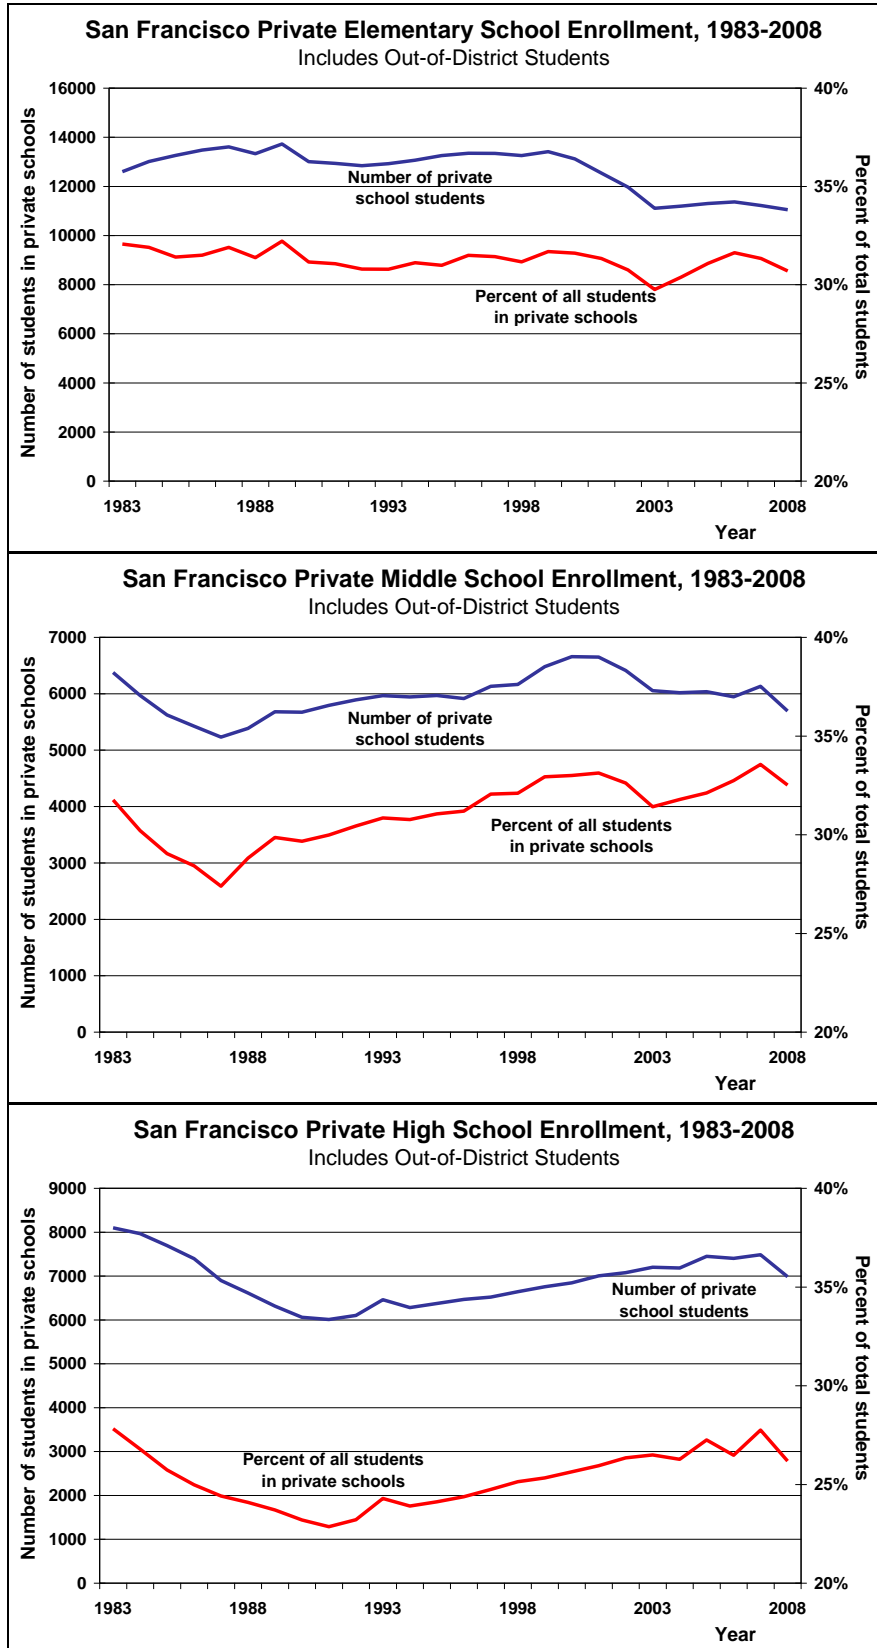 San Francisco Private Elementary School Enrollment, 1983-2008
Includes Out-of-District Students
Number of students in private schools
16000
14000
12000
10000
8000
6000
4000
2000
0
Number of private
school students
Percent of all students
in private schools
40%
35%
30%
25%
20%
Percent of total students
1983
1988
1993
1998
2003
2008
Year
San Francisco Private Middle School Enrollment, 1983-2008
Includes Out-of-District Students
Number of students in private schools
7000
6000
5000
4000
3000
2000
1000
0
Number of private
school students
Percent of all students
in private schools
40%
35%
30%
25%
20%
Percent of total students
1983
1988
1993
1998
2003
2008
Year
San Francisco Private High School Enrollment, 1983-2008
Includes Out-of-District Students
Number of students in private schools
9000
8000
7000
6000
5000
4000
3000
2000
1000
0
Number of private
school students
Percent of all students
in private schools
40%
35%
30%
25%
20%
Percent of total students
1983
1988
1993
1998
2003
2008
Year